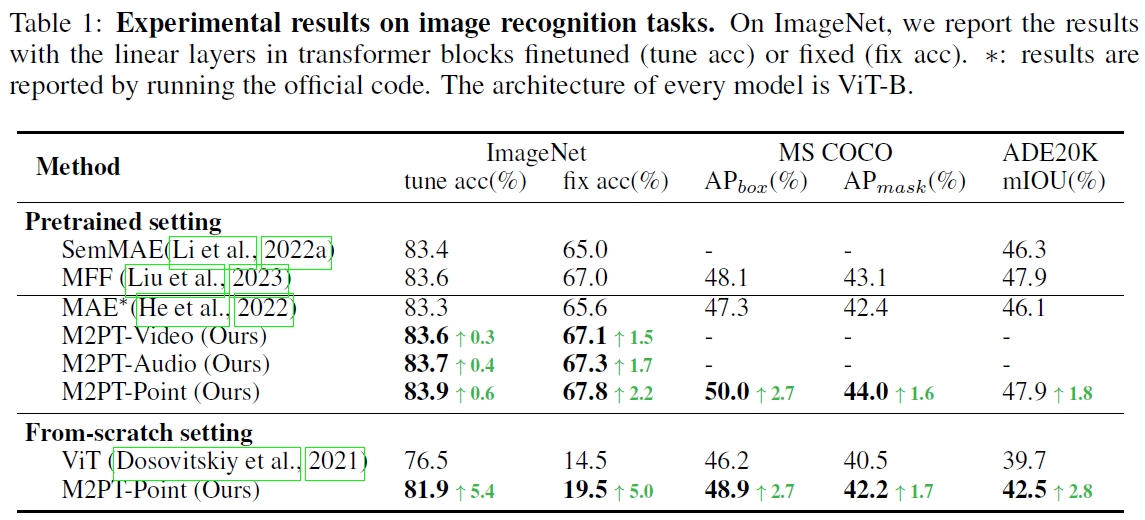 Table 1: Experimental results on image recognition tasks. On ImageNet, we report the results
with the linear layers in transformer blocks finetuned (tune acc) or fixed (fix acc). ∗: results are
reported by running the official code. The architecture of every model is ViT-B.
Method ImageNet MS COCO ADE20K
tune acc(%) fix acc(%) APbox(%) APmask(%) mIOU(%)
Pretrained setting
SemMAE(Li et al., 2022a) 83.4 65.0 - - 46.3
MFF (Liu et al., 2023) 83.6 67.0 48.1 43.1 47.9
MAE*(He et al., 2022) 83.3 65.6 47.3 42.4 46.1
M2PT-Video (Ours) 83.6 ↑ 0.3 67.1 ↑ 1.5 - - -
M2PT-Audio (Ours) 83.7 ↑ 0.4 67.3 ↑ 1.7 - - -
M2PT-Point (Ours) 83.9 ↑ 0.6 67.8 ↑ 2.2 50.0 ↑ 2.7 44.0 ↑ 1.6 47.9 ↑ 1.8
From-scratch setting
ViT (Dosovitskiy et al., 2021) 76.5 14.5 46.2 40.5 39.7
M2PT-Point (Ours) 81.9 ↑ 5.4 19.5 ↑ 5.0 48.9 ↑ 2.7 42.2 ↑ 1.7 42.5 ↑ 2.8